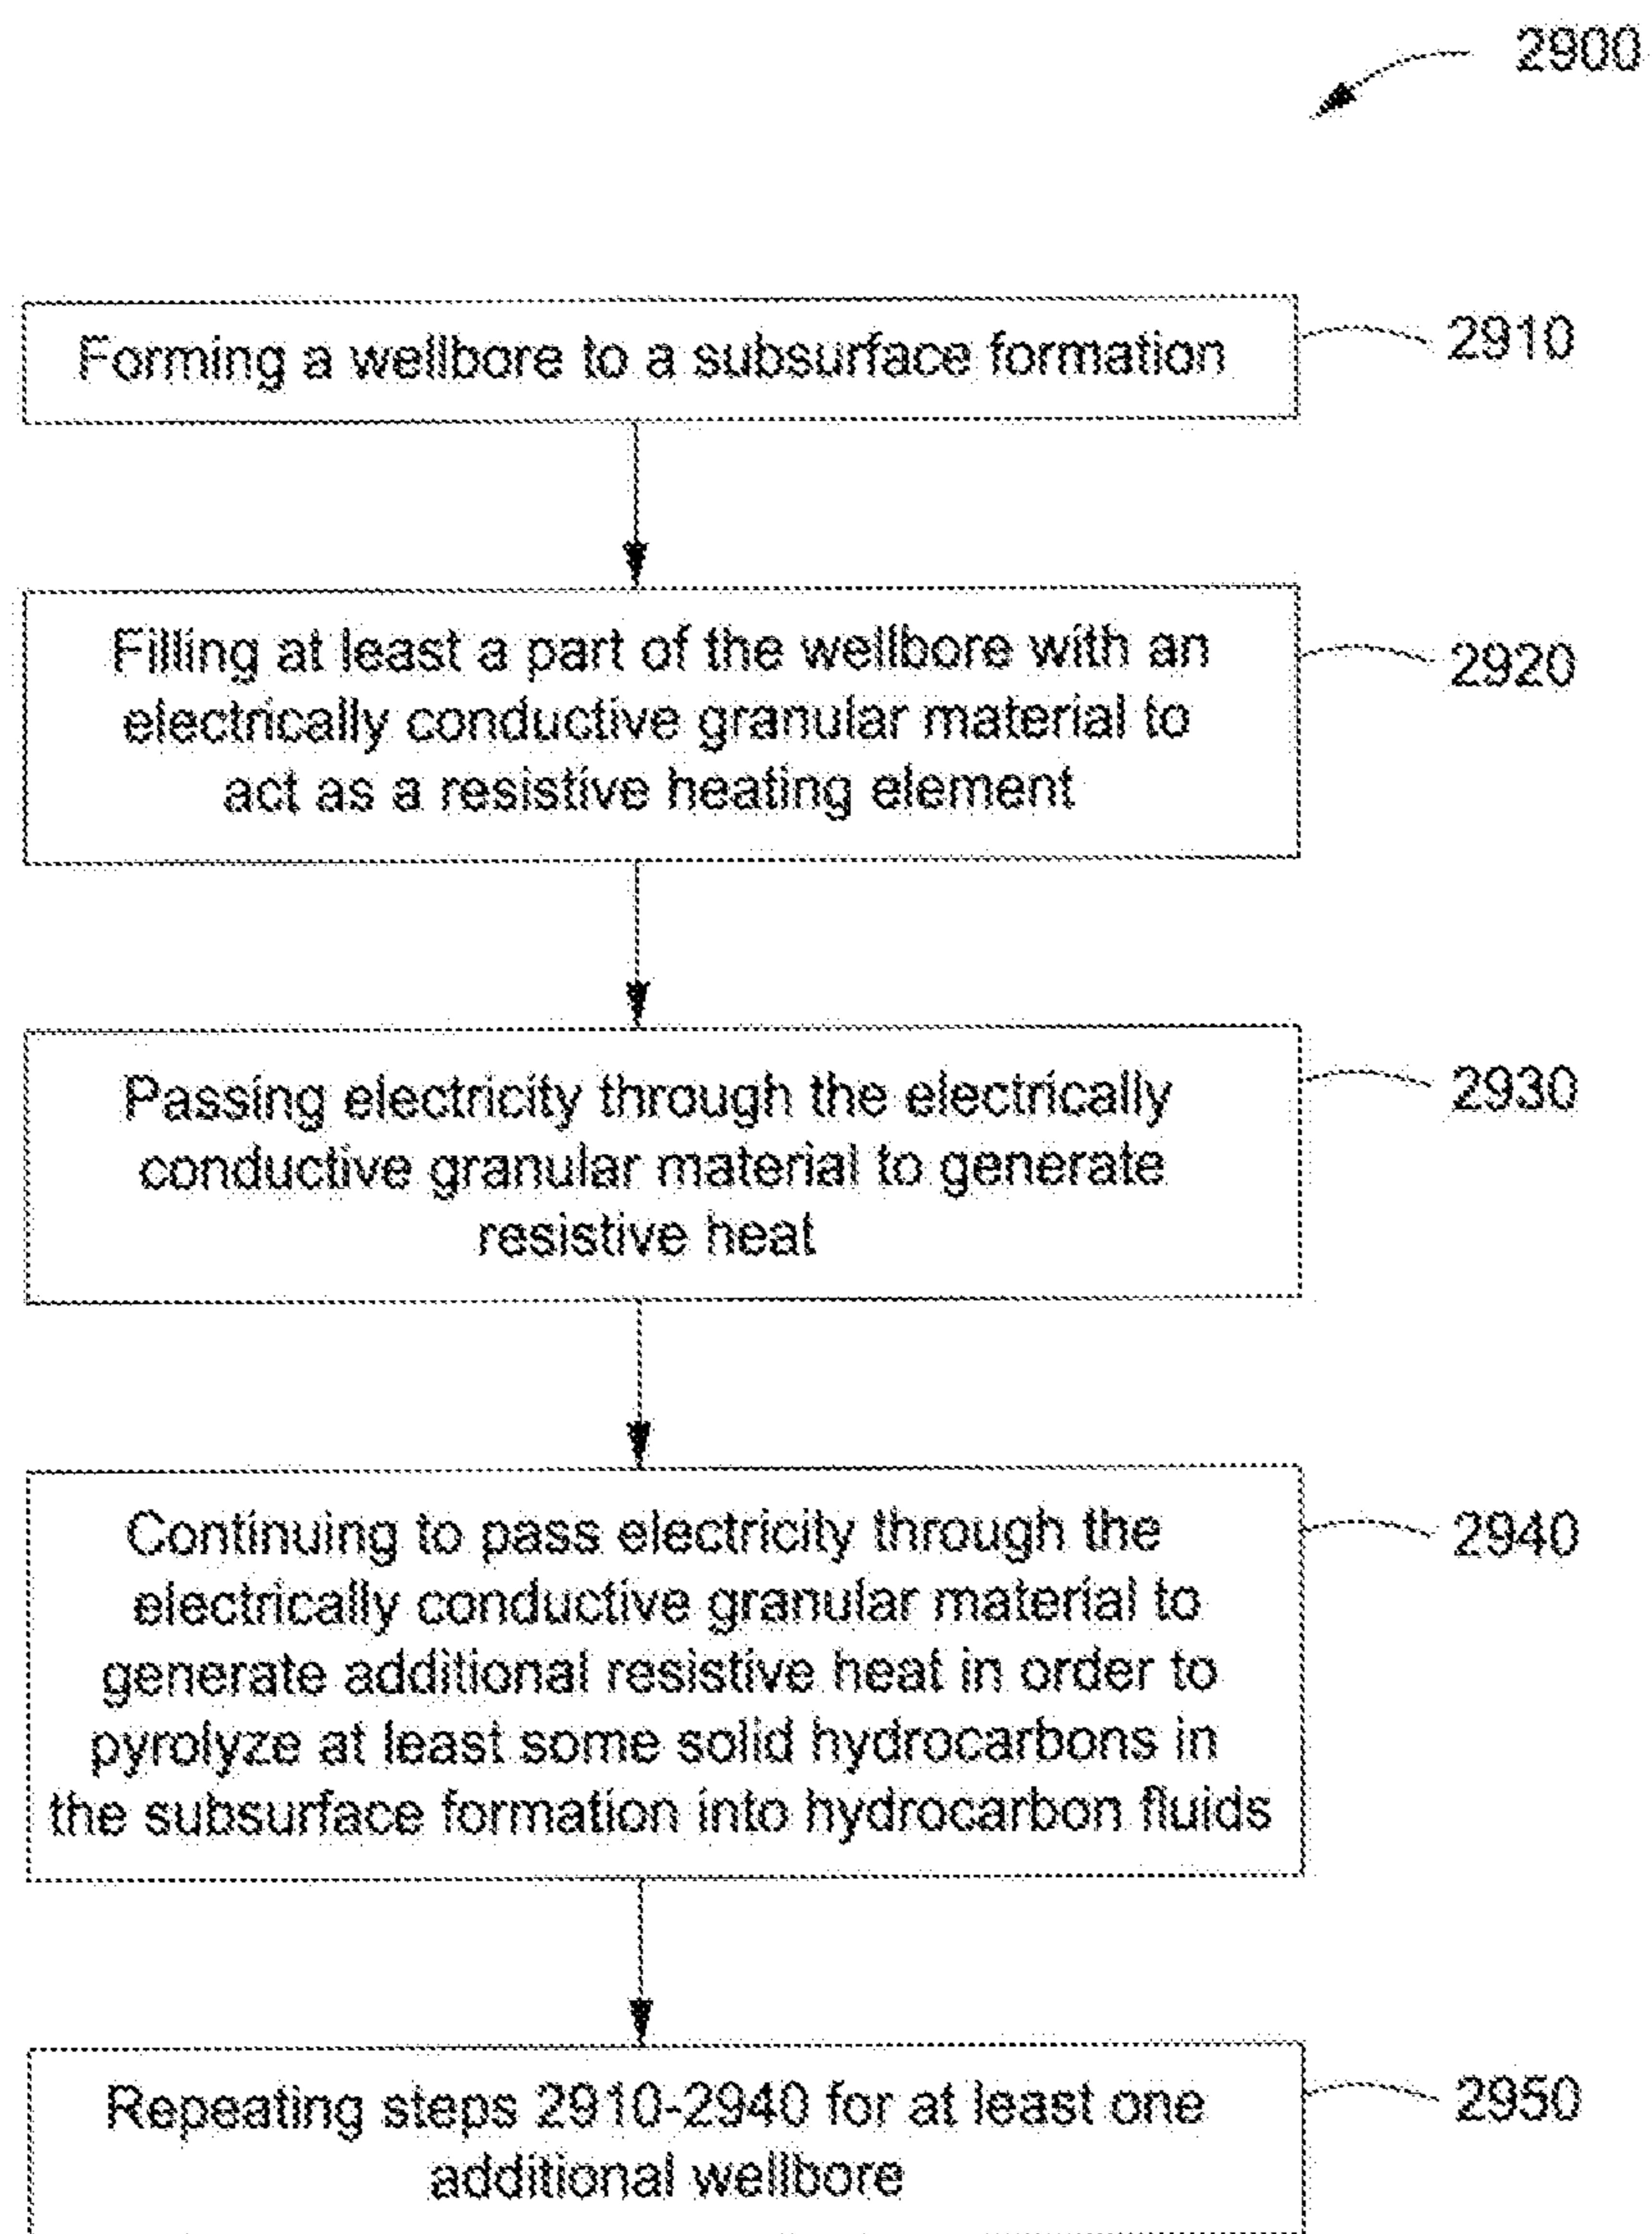 2900
Forming a wellbore to a subsurface formation
2910
Filling at least a part of the wellbore with an
electrically conductive granular material to
act as a resistive heating element
2920
Passing electricity through the electrically
conductive granular material to generate
resistive heat
2930
Continuing to pass electricity through the
electrically conductive granular material to
generate additional resistive heat in order to
pyrolyze at least some solid hydrocarbons in
the subsurface formation into hydrocarbon fluids
2940
Repeating steps 2910-2940 for at least one
additional wellbore
2950